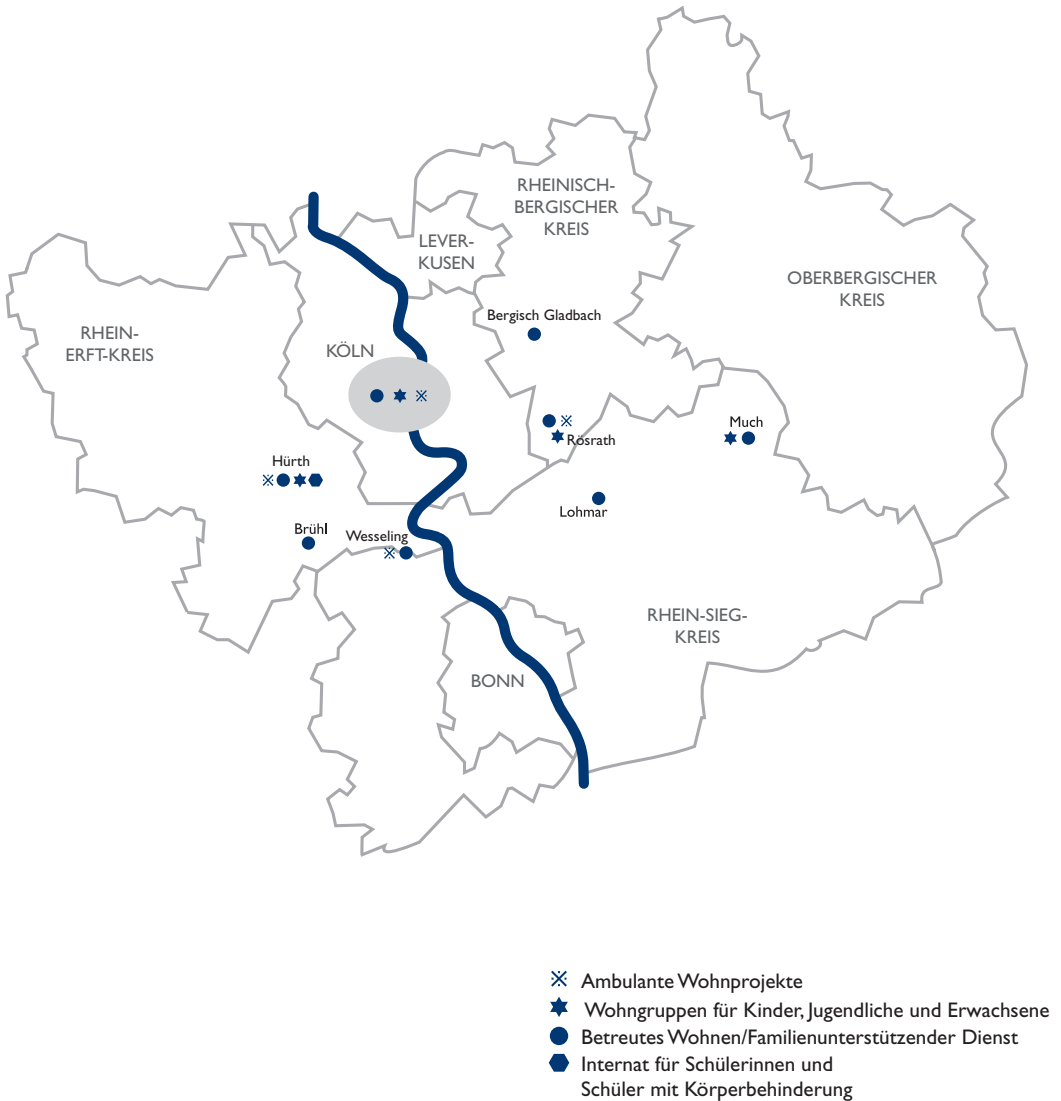 RHEINISCH-
BERGISCHER
KREIS
LEVER-
KUSEN
OBERBERGISCHER
KREIS
Bergisch Gladbach
RHEIN-
ERFT-KREIS
KÖLN
Much
Rösrath
Hürth
Lohmar
Brühl
Wesseling
RHEIN-SIEG-
KREIS
BONN
Ambulante Wohnprojekte
Wohngruppen für Kinder, Jugendliche und Erwachsene
Betreutes Wohnen/Familienunterstützender Dienst
Internat für Schülerinnen und
Schüler mit Körperbehinderung